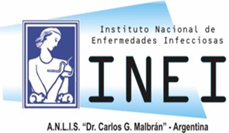 Instituto Nacional de
Enfermedades Infecciosas
INEI
A.N.L.I.S. “Dr. Carlos G. Malbrán” - Argentina